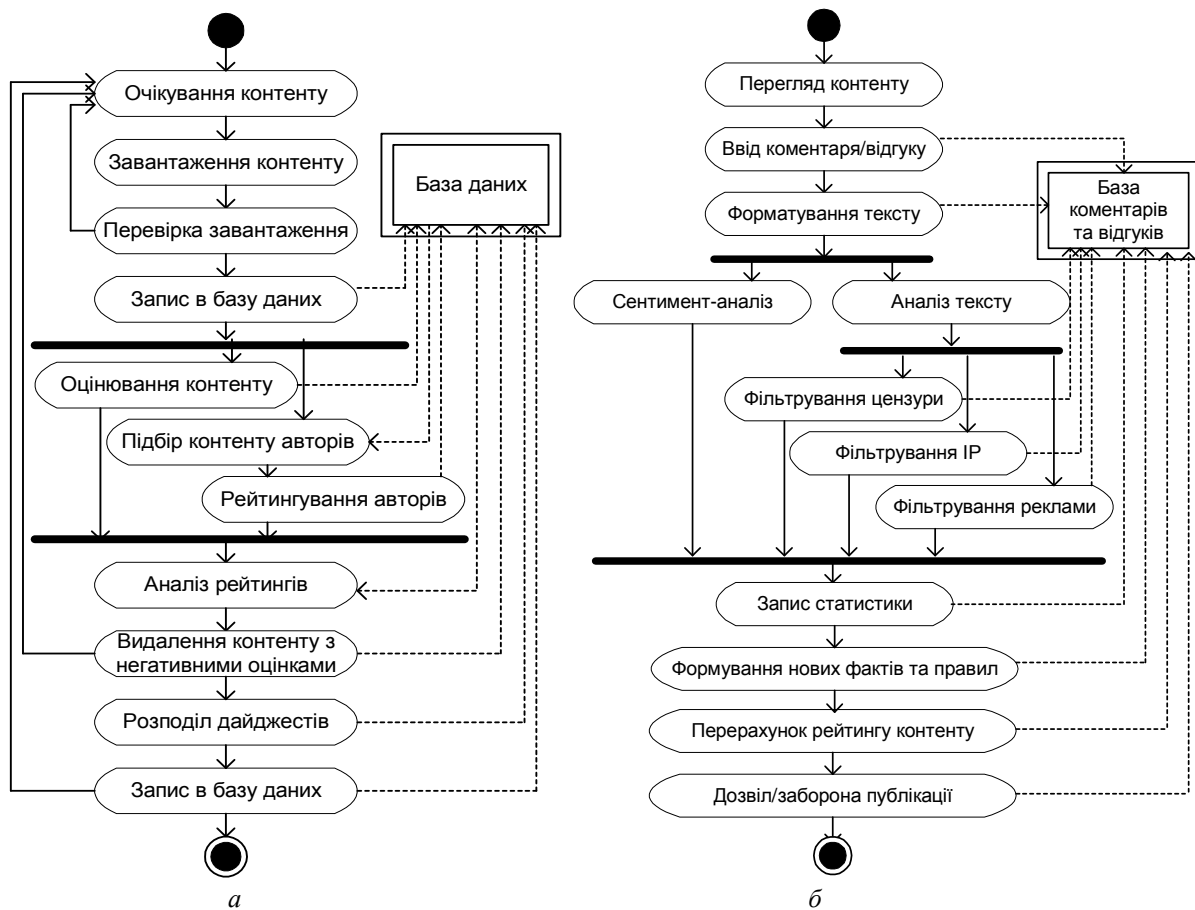 Очікування контенту
Завантаження контенту
Перевірка завантаження
Запис в базу даних
База даних
Оцінювання контенту
Підбір контенту авторів
Рейтингування авторів
Аналіз рейтингів
Видалення контенту з
негативними оцінками
Розподіл дайджестів
Запис в базу даних
а
Перегляд контенту
Ввід коментаря/відгуку
Форматування тексту
База
коментарів
та відгуків
Сентимент-аналіз
Аналіз тексту
Фільтрування цензури
Фільтрування IP
Фільтрування реклами
Запис статистики
Формування нових фактів та правил
Перерахунок рейтингу контенту
Дозвіл/заборона публікації
б